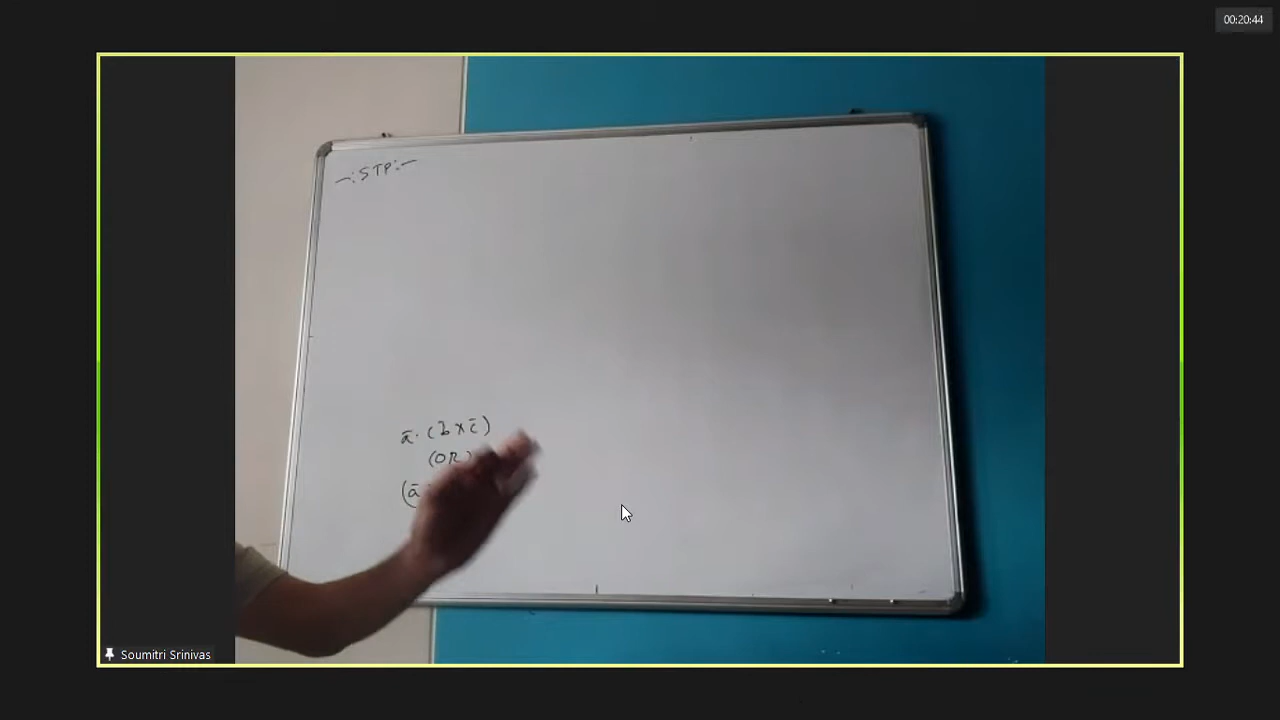 00:20:44
-:STP:-
ā. (b̄ x c̄)
(OR)
(ā
Soumitri Srinivas